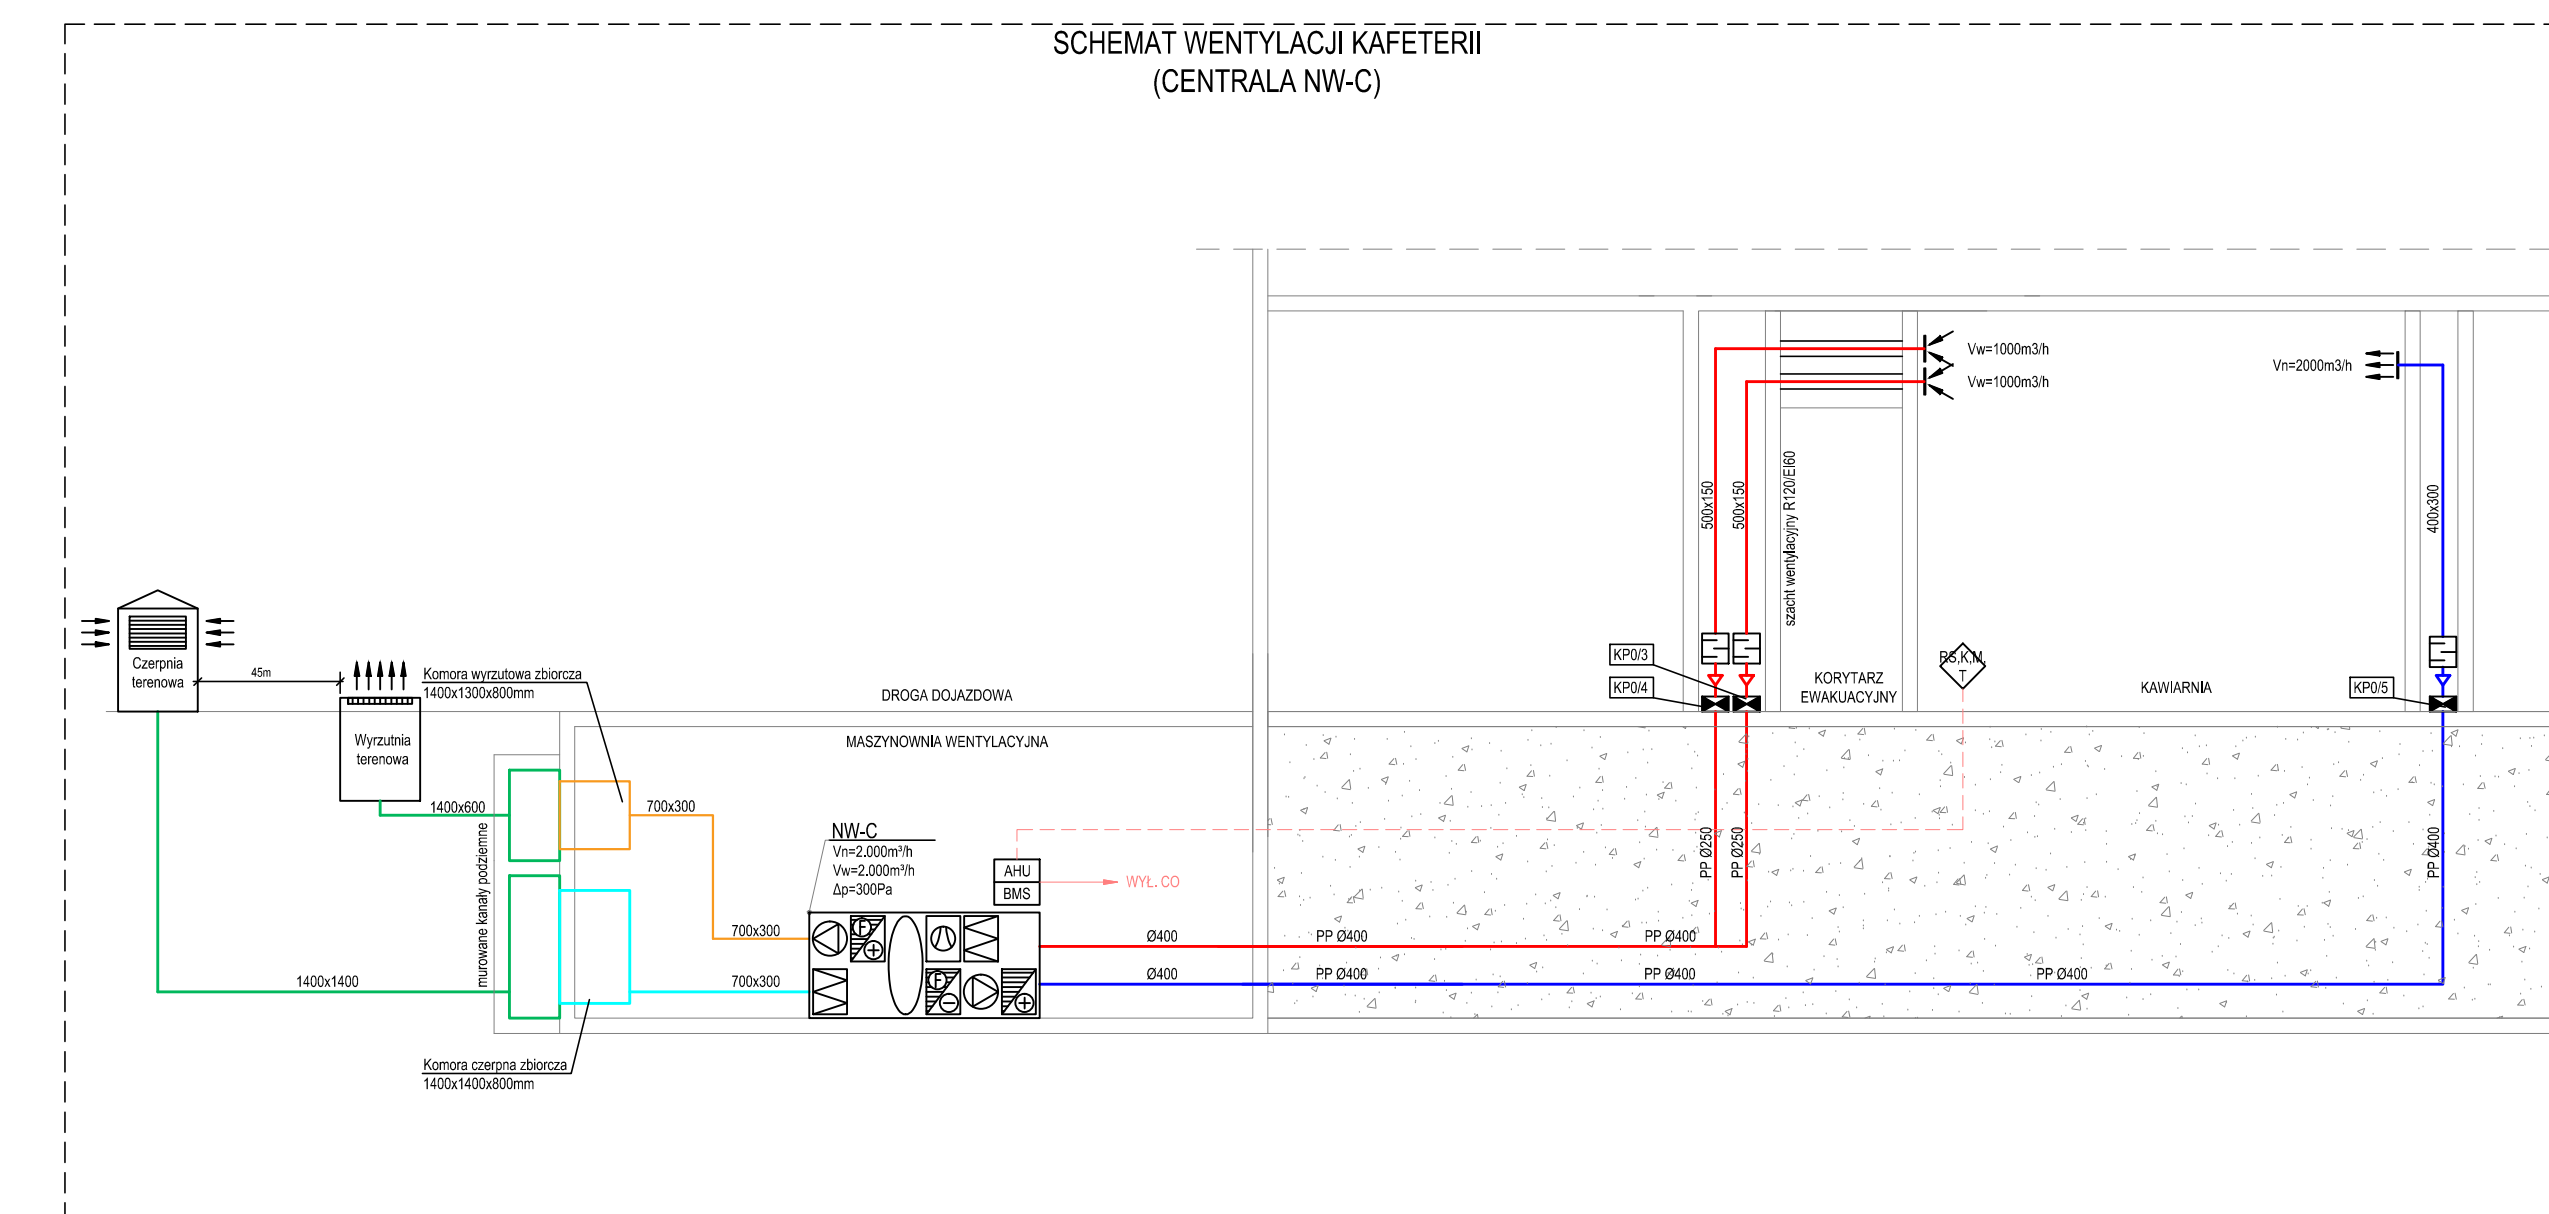 SCHEMAT WENTYLACJI KAFETERII
(CENTRALA NW-C)
Vw=1000m3/h
Vw=1000m3/h
Vn=2000m3/h
500x150
500x150
szacht wentylacyjny R120/EI60
400x300
Czerpnia
terenowa
45m
Komora wyrzutowa zbiorcza
1400x1300x800mm
DROGA DOJAZDOWA
KP0/3
KP0/4
KORYTARZ
EWAKUACYJNY
RS,K,M,
T
KAWIARNIA
KP0/5
Wyrzutnia
terenowa
MASZYNOWNIA WENTYLACYJNA
1400x600
700x300
murowane kanały podziemne
NW-C
Vn=2.000m³/h
Vw=2.000m³/h
Δp=300Pa
AHU
BMS
WYŁ. CO
PP Ø250
PP Ø250
PP Ø400
700x300
F
Ø400
PP Ø400
PP Ø400
1400x1400
700x300
F
Ø400
PP Ø400
PP Ø400
PP Ø400
Komora czerpna zbiorcza
1400x1400x800mm